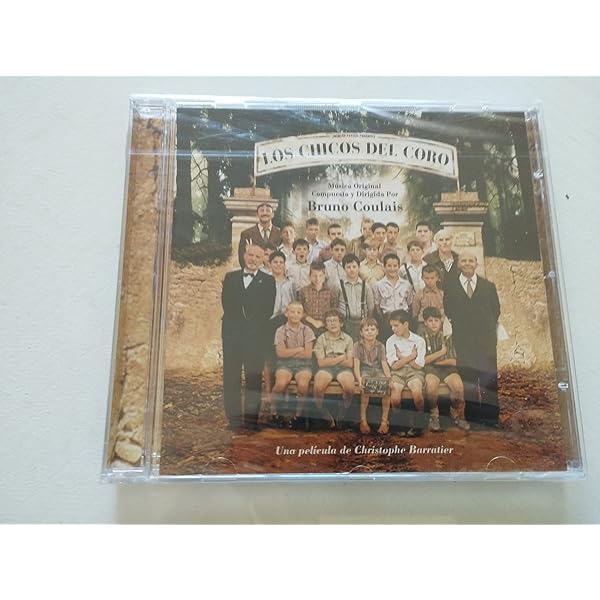 LOS CHICOS DEL CORO
Música Original
Compuesta y Dirigida Por
Bruno Coulais
Una película de Christophe Barratier